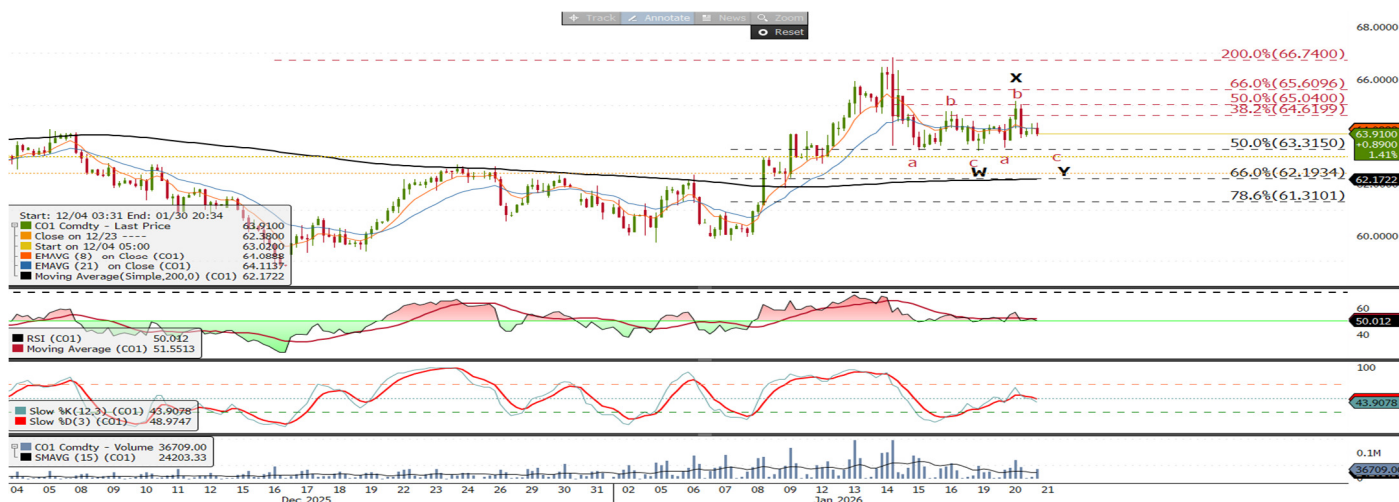 Track Annotate News Zoom
Reset
68.0000
66.0000
60.0000
200.0%(66.7400)
66.0%(65.6096)
50.0%(65.0400)
38.2%(64.6199)
50.0%(63.3150)
66.0%(62.1934)
78.6%(61.3101)
63.9100
+0.8900
1.41%
62.1722
X
b
b
a
c
a
c
W
Y
Start: 12/04 03:31 End: 01/30 20:34
CO1 Comdty - Last Price 63.9100
Close on 12/23 ---- 62.3800
Start on 12/04 05:00 63.0200
EMAVG (8) on Close (CO1) 64.0888
EMAVG (21) on Close (CO1) 64.1137
Moving Average(Simple,200,0) (CO1) 62.1722
60
50.012
40
RSI (CO1) 50.012
Moving Average (CO1) 51.5513
100
43.9078
Slow %K(12,3) (CO1) 43.9078
Slow %D(3) (CO1) 48.9747
CO1 Comdty - Volume 36709.00
SMAVG (15) (CO1) 24203.33
0.1M
36709.00
04 05 08 09 10 11 12 15 16 17 18 19 22 23 24 26 29 30 31 02 05 06 07 08 09 12 13 14 15 16 19 20 21
Dec 2025 Jan 2026